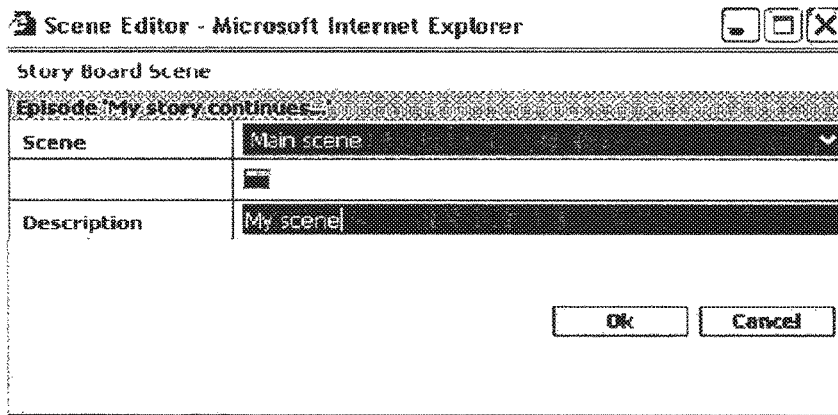 Scene Editor - Microsoft Internet Explorer
Story Board Scene
Episode 'My story continues...'
Scene Main scene
Description My scene
Ok Cancel